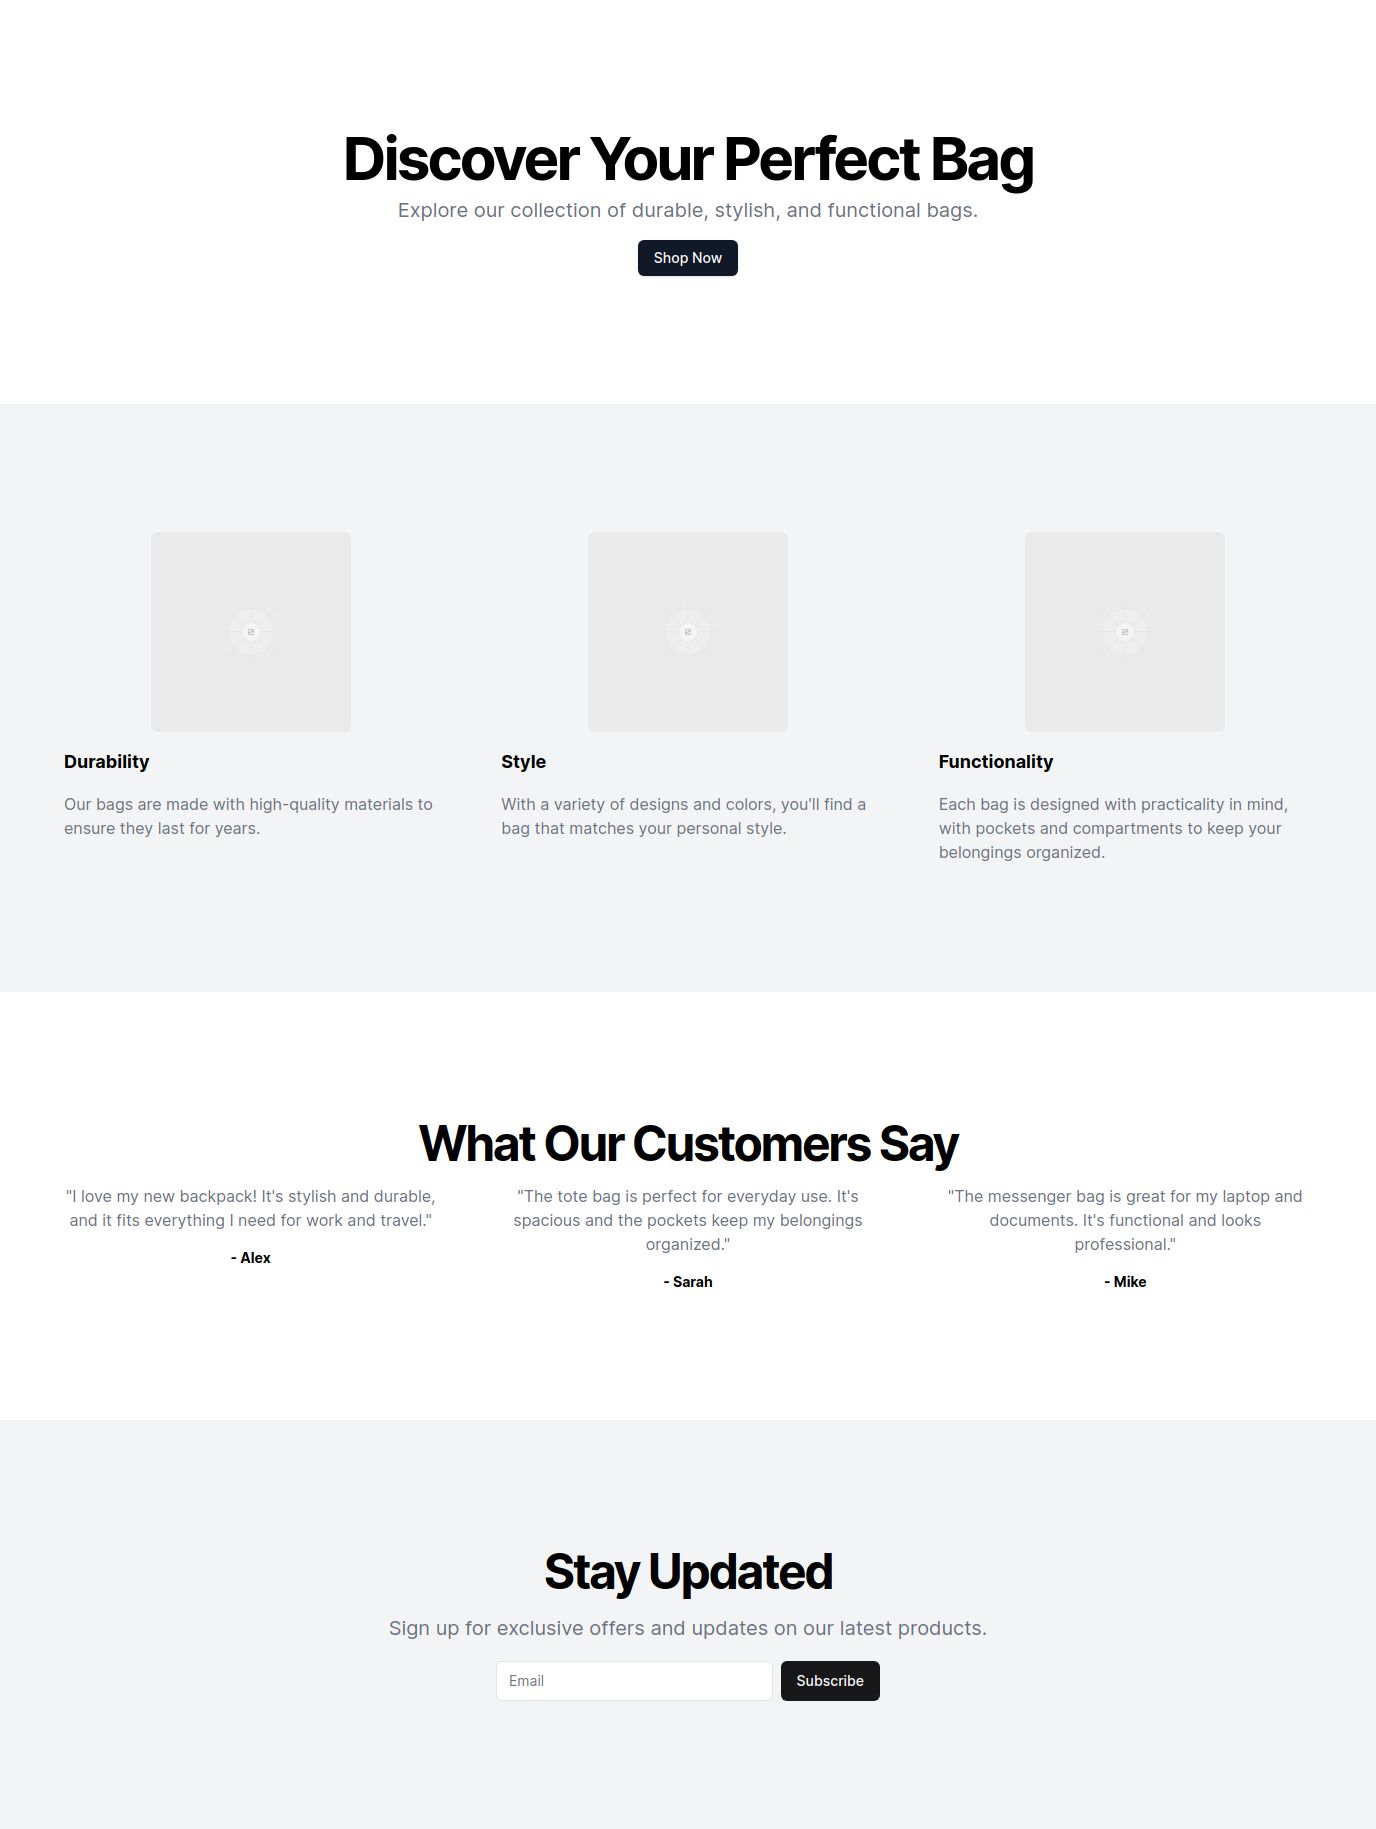 Discover Your Perfect Bag
Explore our collection of durable, stylish, and functional bags.
Shop Now
Durability
Our bags are made with high-quality materials to
ensure they last for years.
Style
With a variety of designs and colors, you'll find a
bag that matches your personal style.
Functionality
Each bag is designed with practicality in mind,
with pockets and compartments to keep your
belongings organized.
What Our Customers Say
"I love my new backpack! It's stylish and durable,
and it fits everything I need for work and travel."
- Alex
"The tote bag is perfect for everyday use. It's
spacious and the pockets keep my belongings
organized."
- Sarah
"The messenger bag is great for my laptop and
documents. It's functional and looks
professional."
- Mike
Stay Updated
Sign up for exclusive offers and updates on our latest products.
Email
Subscribe